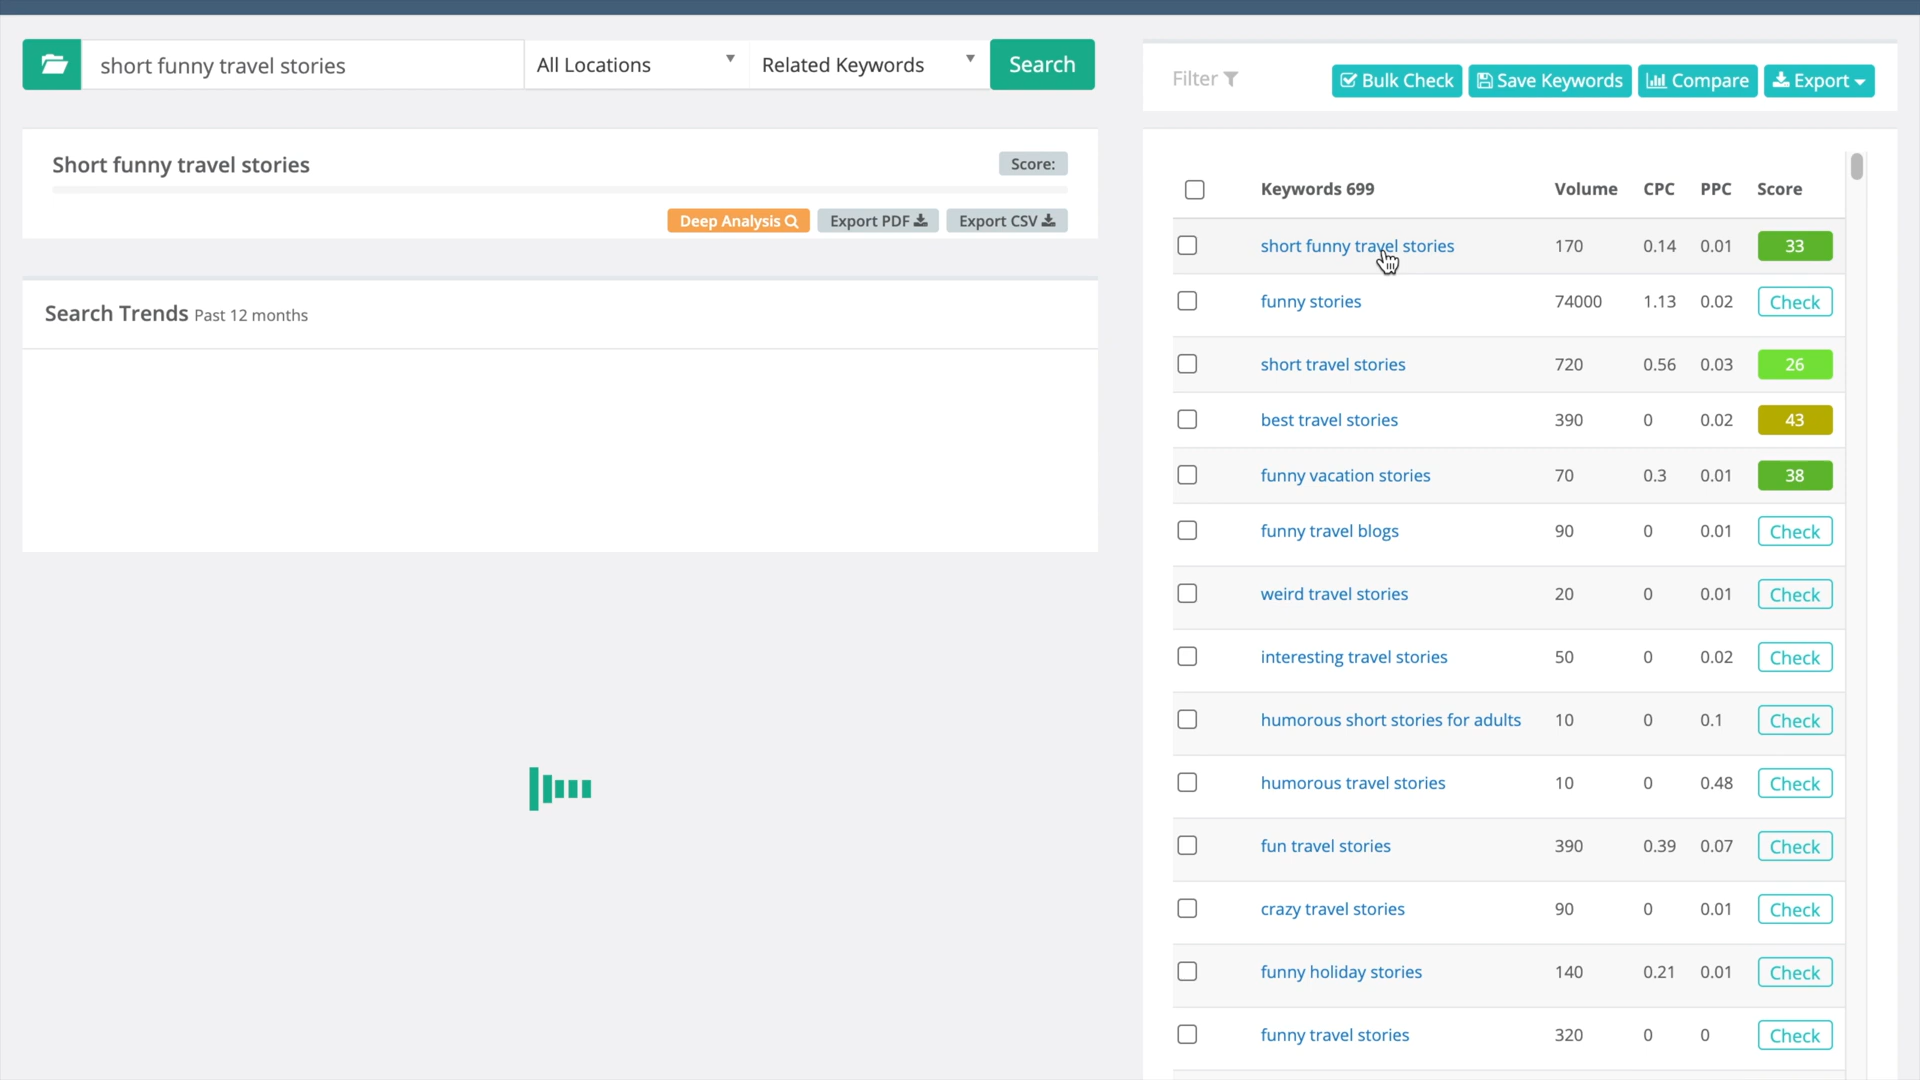 short funny travel stories
All Locations
Related Keywords
Search
Short funny travel stories
Score:
Deep Analysis
Export PDF
Export CSV
Search Trends Past 12 months
Filter
Bulk Check
Save Keywords
Compare
Export
Keywords 699 Volume CPC PPC Score
short funny travel stories 170 0.14 0.01 33
funny stories 74000 1.13 0.02 Check
short travel stories 720 0.56 0.03 26
best travel stories 390 0 0.02 43
funny vacation stories 70 0.3 0.01 38
funny travel blogs 90 0 0.01 Check
weird travel stories 20 0 0.01 Check
interesting travel stories 50 0 0.02 Check
humorous short stories for adults 10 0 0.1 Check
humorous travel stories 10 0 0.48 Check
fun travel stories 390 0.39 0.07 Check
crazy travel stories 90 0 0.01 Check
funny holiday stories 140 0.21 0.01 Check
funny travel stories 320 0 0 Check